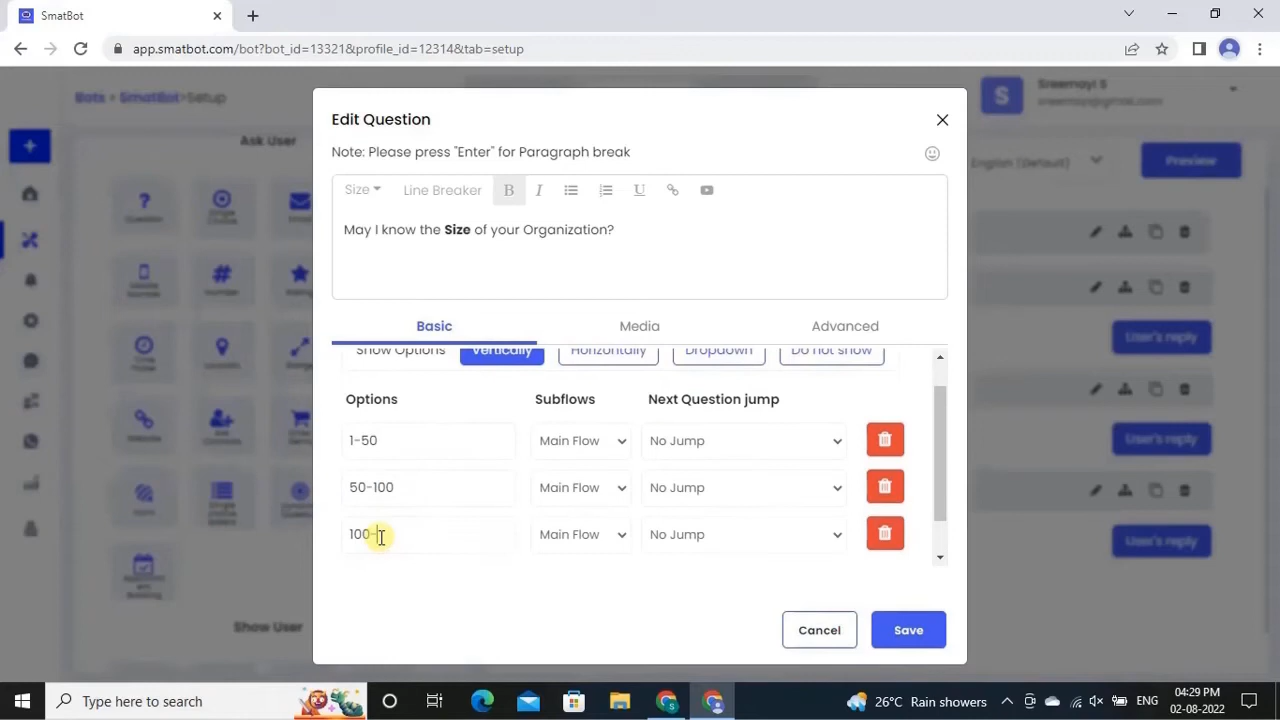 SmatBot
app.smatbot.com/bot?bot_id=13321&profile_id=12314&tab=setup
Bots > SmatBot>Setup
S
Sreemayi S
Ask User
English (Default)
Preview
Edit Question
Note: Please press "Enter" for Paragraph break
Size
Line Breaker
B
I
U
May I know the Size of your Organization?
Basic
Media
Advanced
Show Options
Vertically
Horizontally
Dropdown
Do not show
Options
Subflows
Next Question jump
1-50
Main Flow
No Jump
50-100
Main Flow
No Jump
100-
Main Flow
No Jump
Cancel
Save
Question
Number
Location
Website
User's reply
User's reply
User's reply
Show User
Type here to search
26°C Rain showers
ENG
04:29 PM
02-08-2022